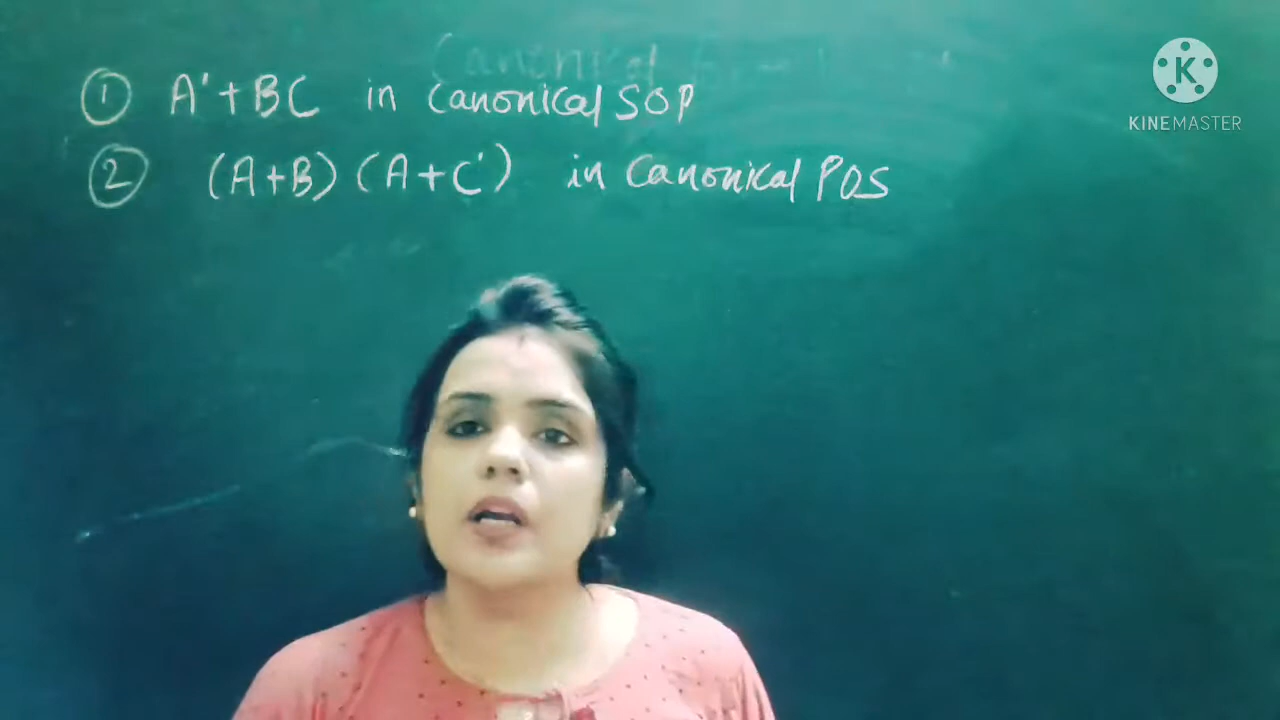 ① A'+BC in Canonical SOP
② (A+B) (A+C') in Canonical POS
K
KINEMASTER